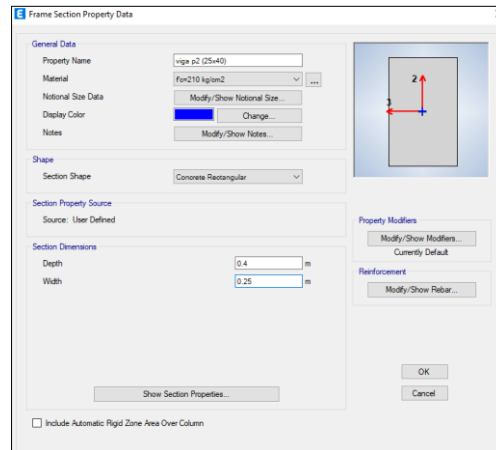 Frame Section Property Data
General Data
Property Name viga p2 (25x40)
Material f'c=210 kg/cm2 ...
Notional Size Data Modify/Show Notional Size...
Display Color Change...
Notes Modify/Show Notes...
Shape
Section Shape Concrete Rectangular
Section Property Source
Source: User Defined
Section Dimensions
Depth 0.4 m
Width 0.25 m
Show Section Properties...
Include Automatic Rigid Zone Area Over Column
2
3
Property Modifiers
Modify/Show Modifiers...
Currently Default
Reinforcement
Modify/Show Rebar...
OK
Cancel